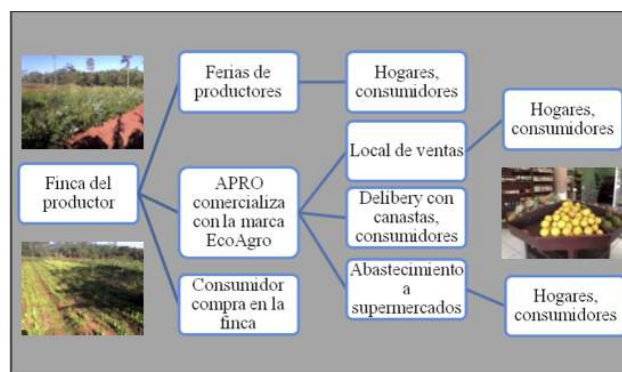 Finca del
productor
Ferias de
productores
APRO
comercializa
con la marca
EcoAgro
Consumidor
compra en la
finca
Hogares,
consumidores
Local de ventas
Delibery con
canastas,
consumidores
Abastecimiento
a
supermercados
Hogares,
consumidores
Hogares,
consumidores